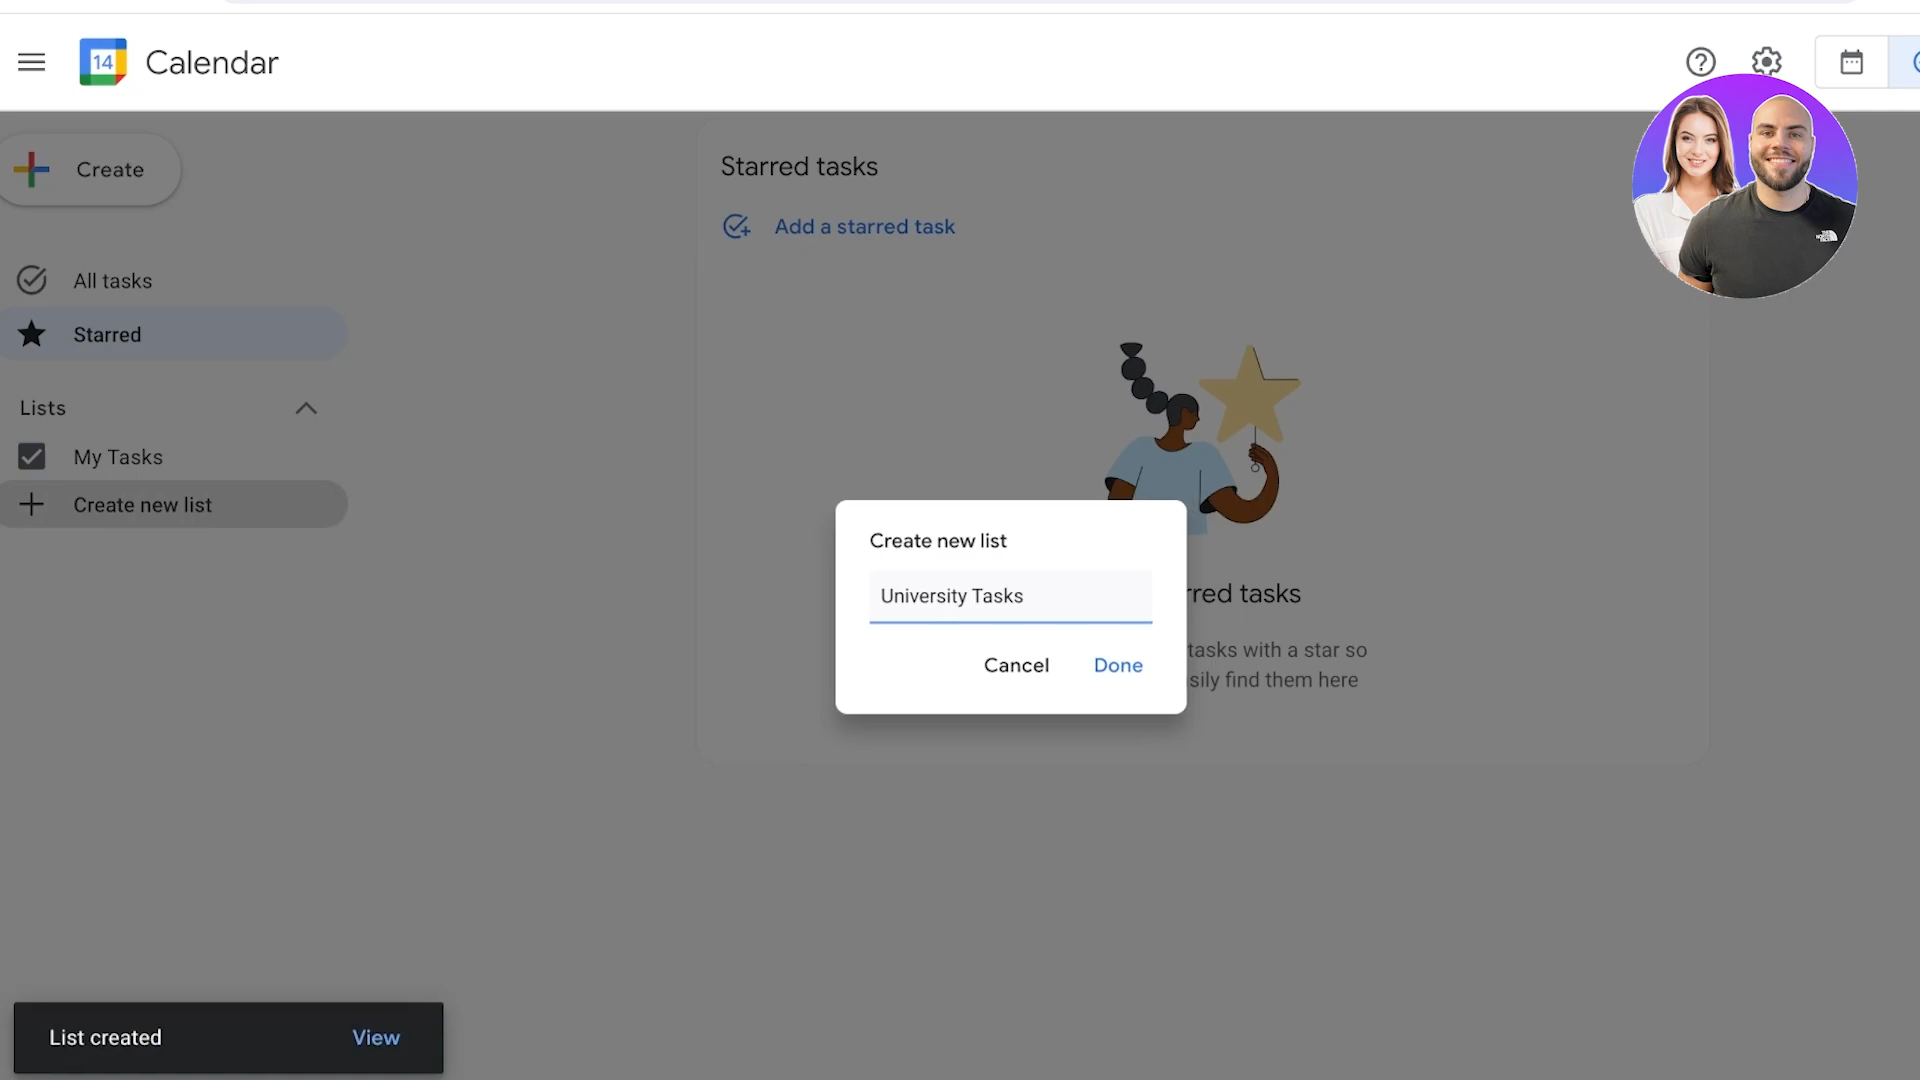 14 Calendar
Create
All tasks
Starred
Lists
My Tasks
Create new list
Starred tasks
Add a starred task
rred tasks
tasks with a star so
sily find them here
Create new list
University Tasks
Cancel Done
List created View